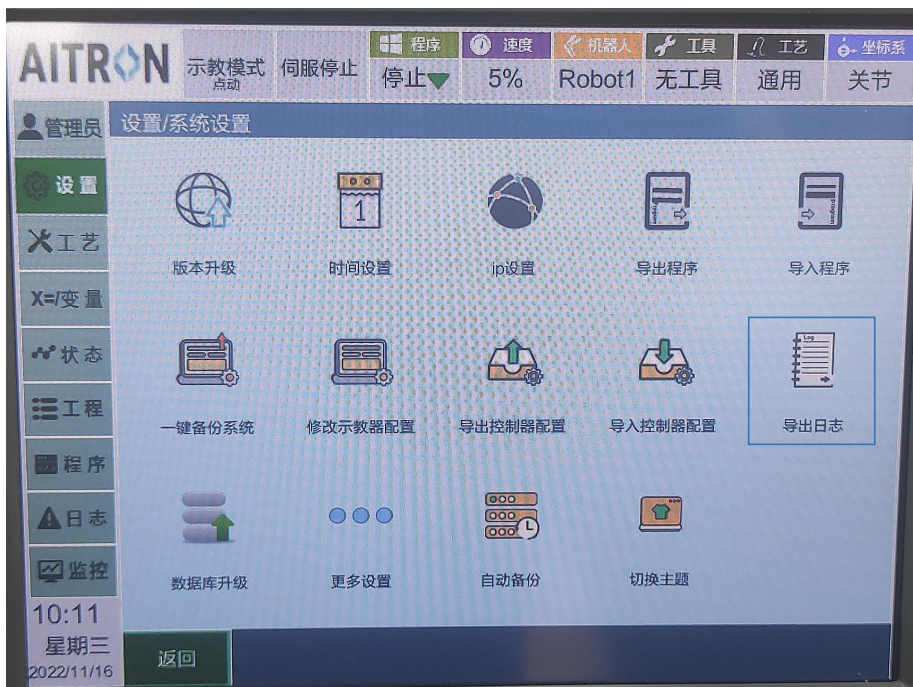 AITRON
示教模式
点动
伺服停止
程序
停止
速度
5%
机器人
Robot1
工具
无工具
工艺
通用
坐标系
关节
管理员
设置/系统设置
设置
工艺
X=/变量
状态
工程
程序
日志
监控
1
版本升级
时间设置
ip设置
导出程序
导入程序
Log
一键备份系统
修改示教器配置
导出控制器配置
导入控制器配置
导出日志
数据库升级
更多设置
自动备份
切换主题
10:11
星期三
2022/11/16
返回